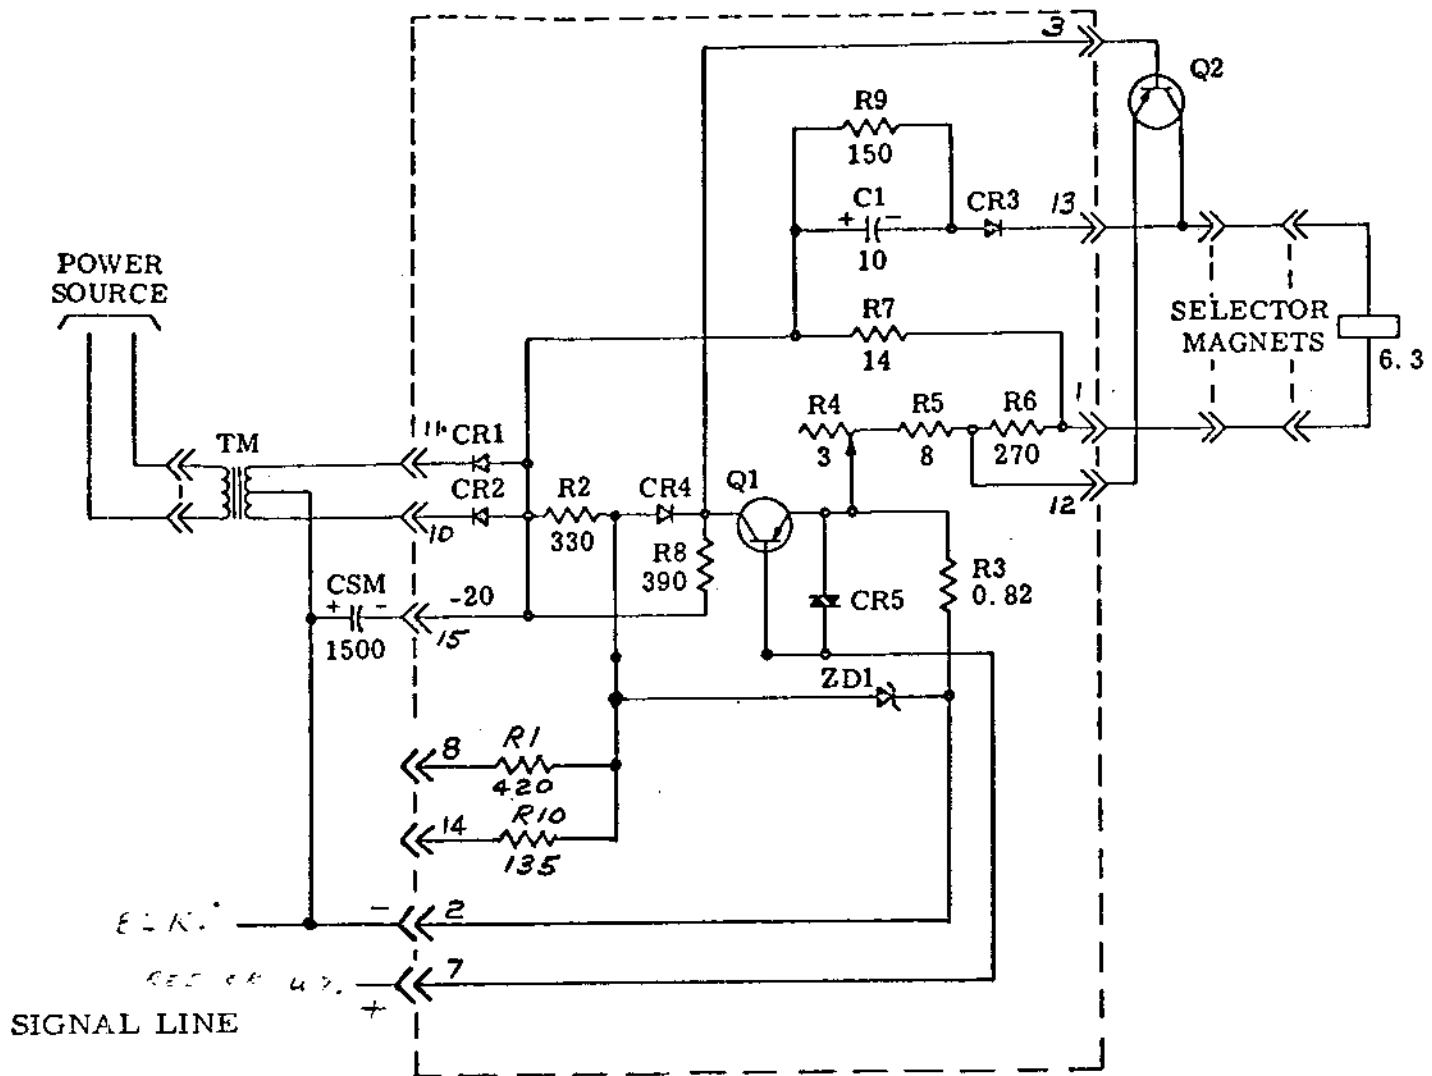 3
Q2
R9
150
C1
+ -
10
CR3
13
POWER
SOURCE
R7
14
SELECTOR
MAGNETS
6.3
R4
3
R5
8
R6
270
1
TM
11
CR1
CR2
10
R2
330
CR4
Q1
12
R8
390
R3
0.82
CSM
+ -
1500
-20
15
CR5
ZD1
8
R1
420
14
R10
135
- 2
7
+
SIGNAL LINE